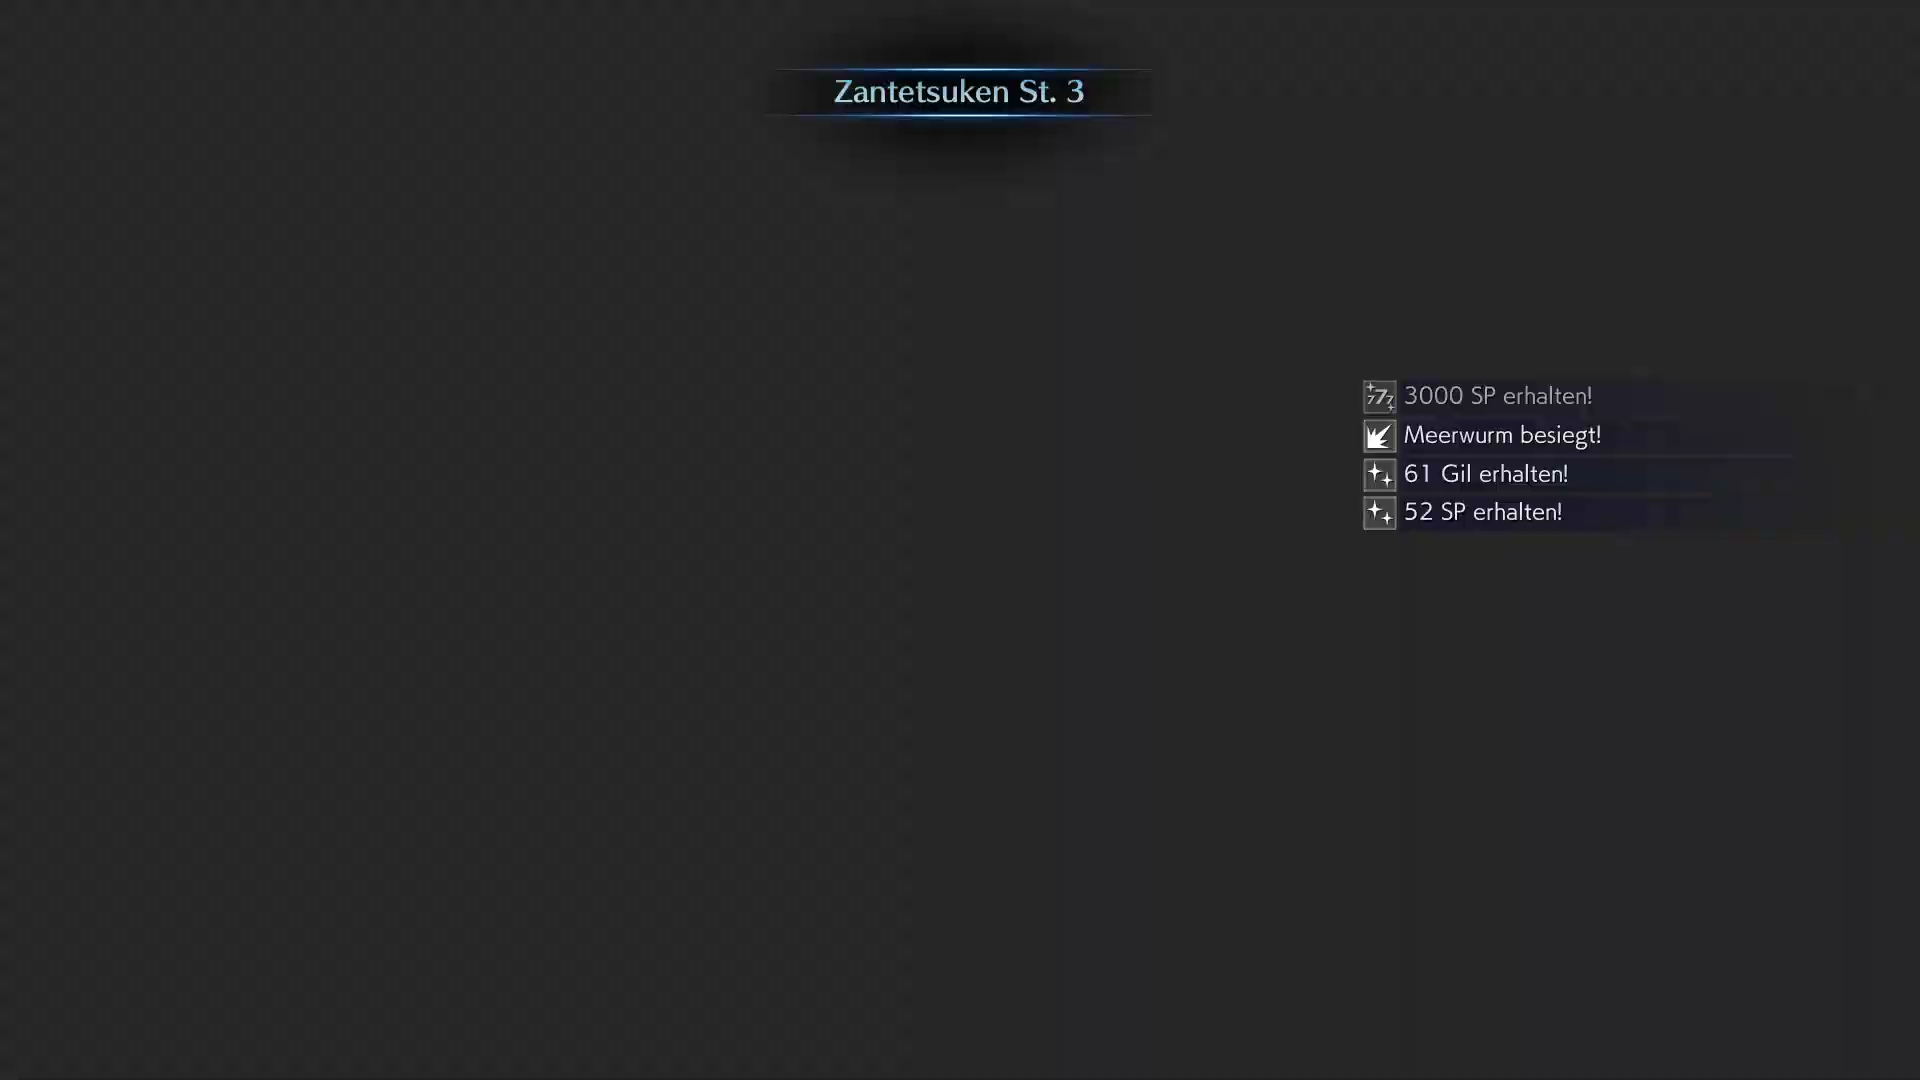 Zantetsuken St. 3
3000 SP erhalten!
Meerwurm besiegt!
61 Gil erhalten!
52 SP erhalten!